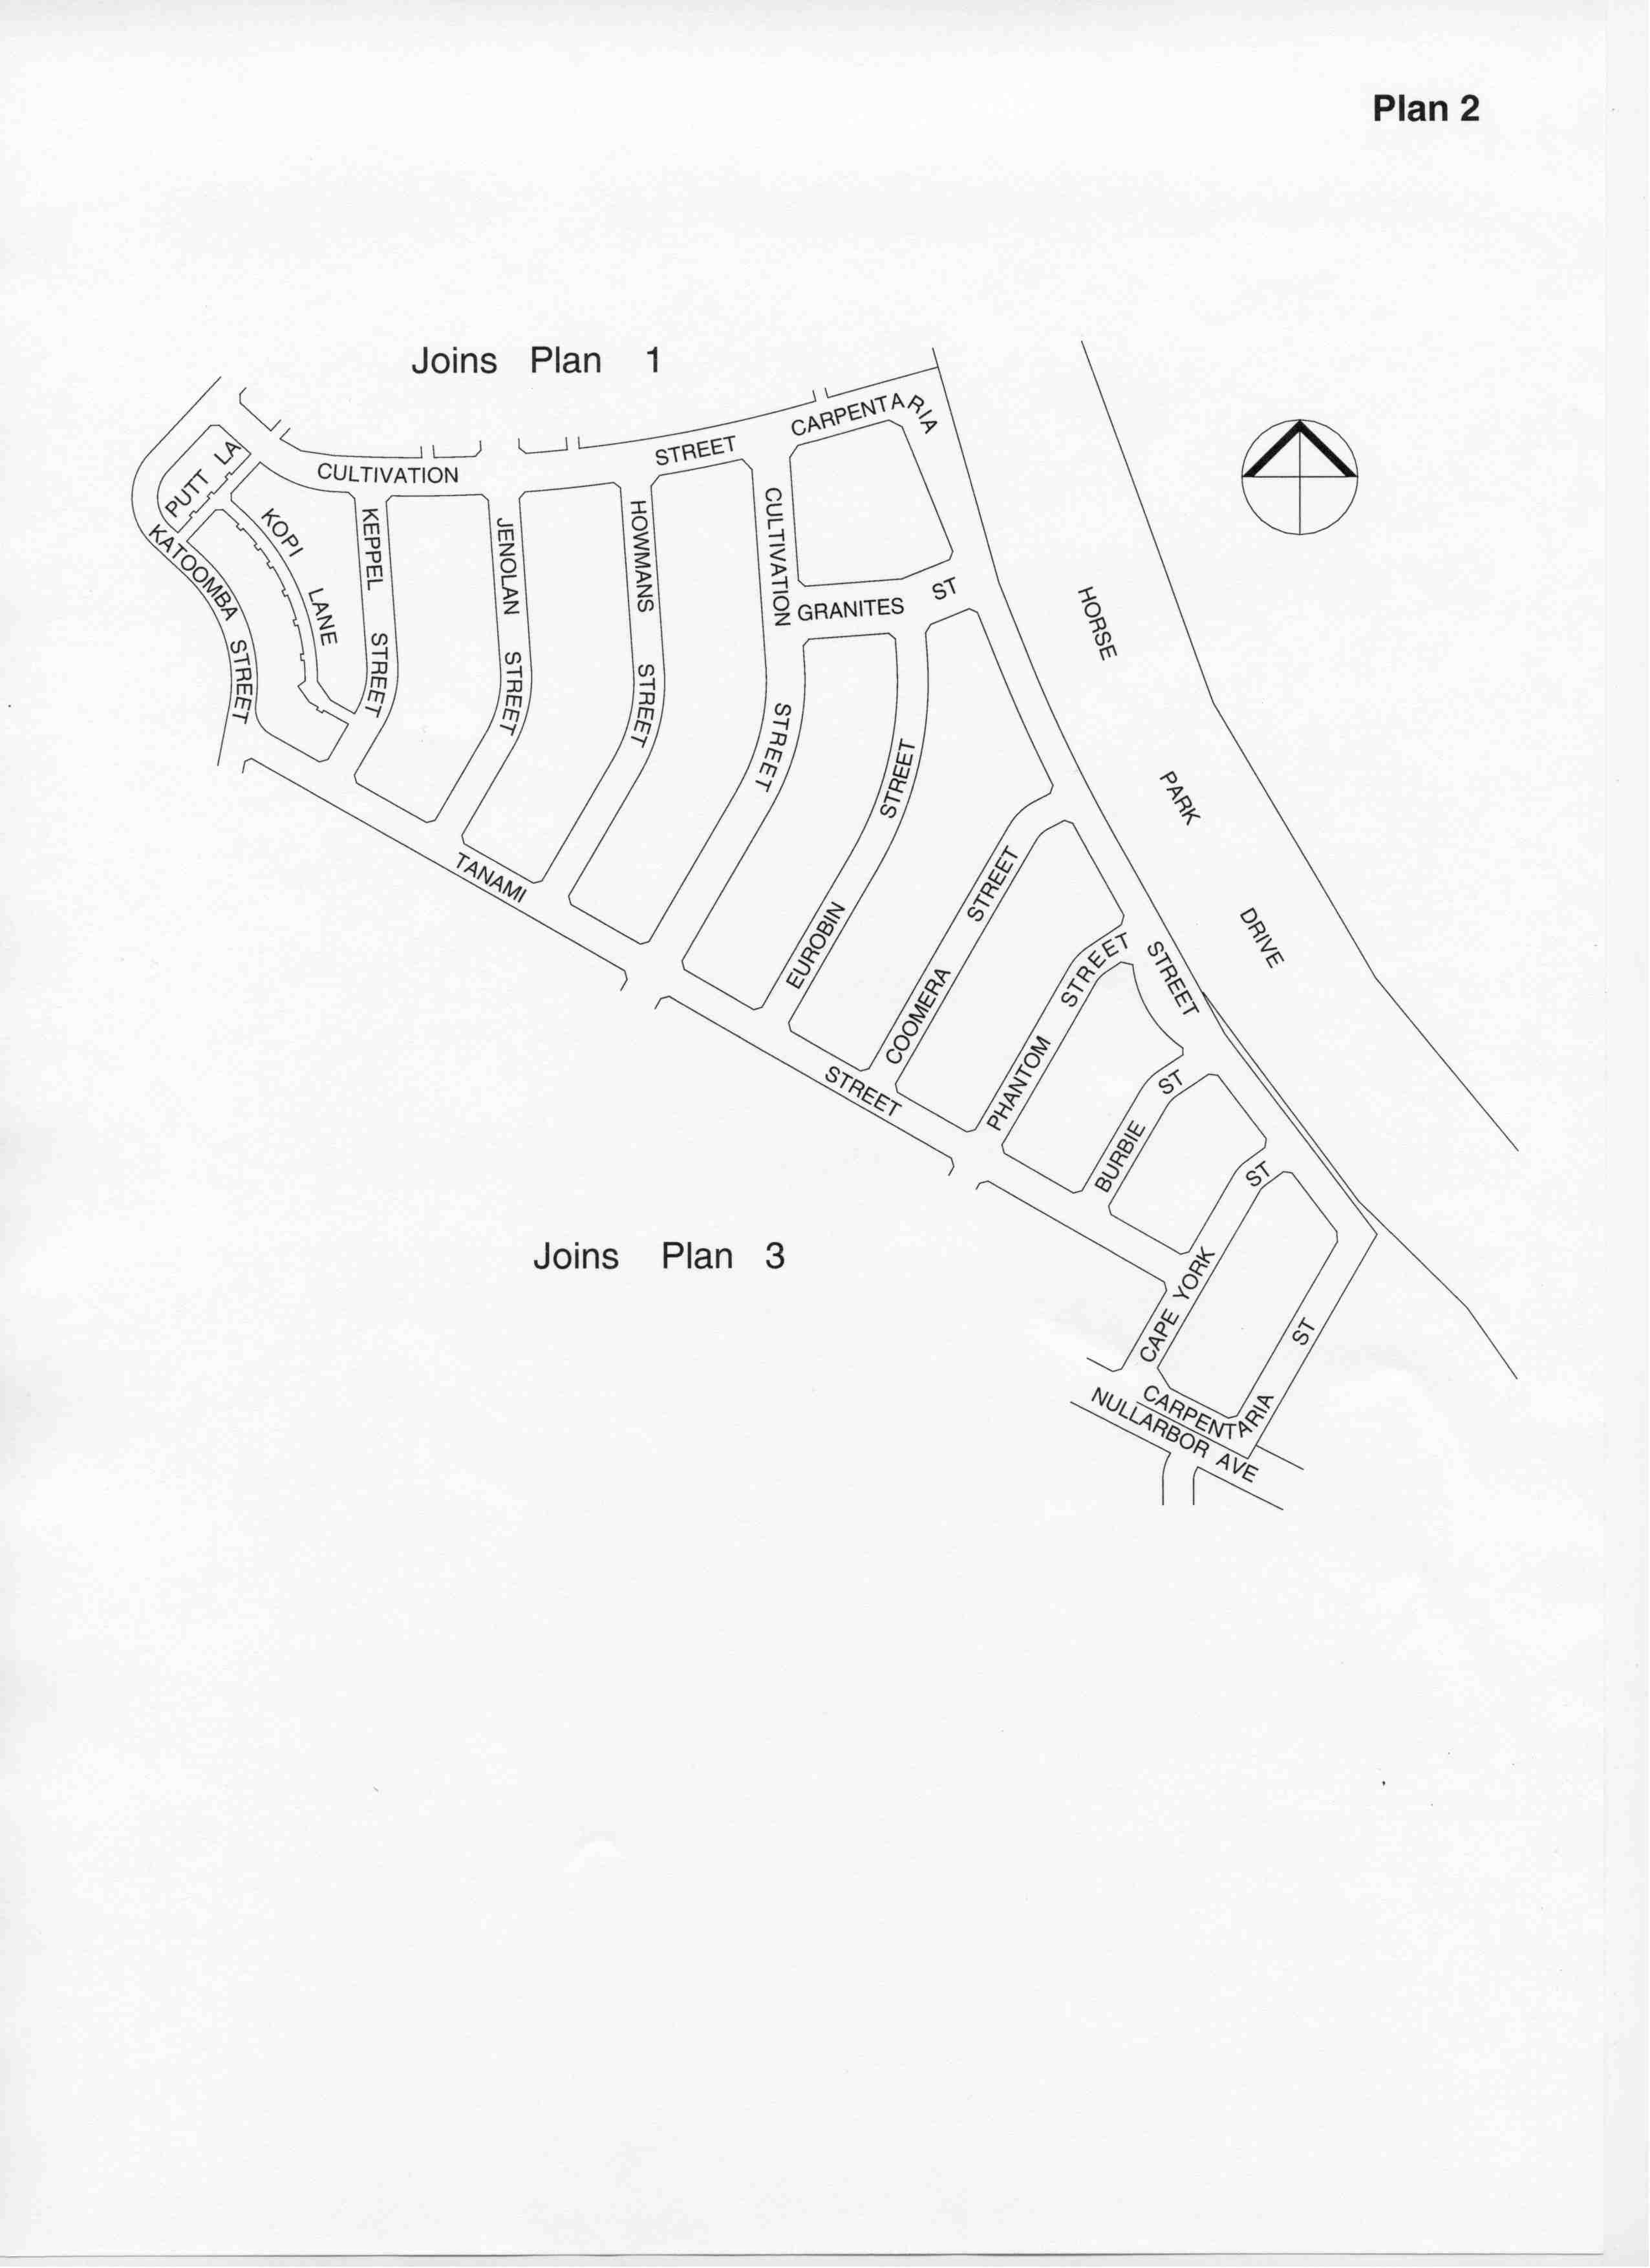 Plan 2
Joins Plan 1
CARPENTARIA
STREET
CULTIVATION
PUTT LA
KOPI LANE
KATOOMBA STREET
KEPPEL STREET
JENOLAN STREET
HOWMANS STREET
CULTIVATION STREET
GRANITES ST
HORSE PARK DRIVE
EUROBIN STREET
COOMERA STREET
PHANTOM STREET
STREET
TANAMI STREET
BURBIE ST
CAPE YORK ST
Joins Plan 3
CARPENTARIA ST
NULLARBOR AVE